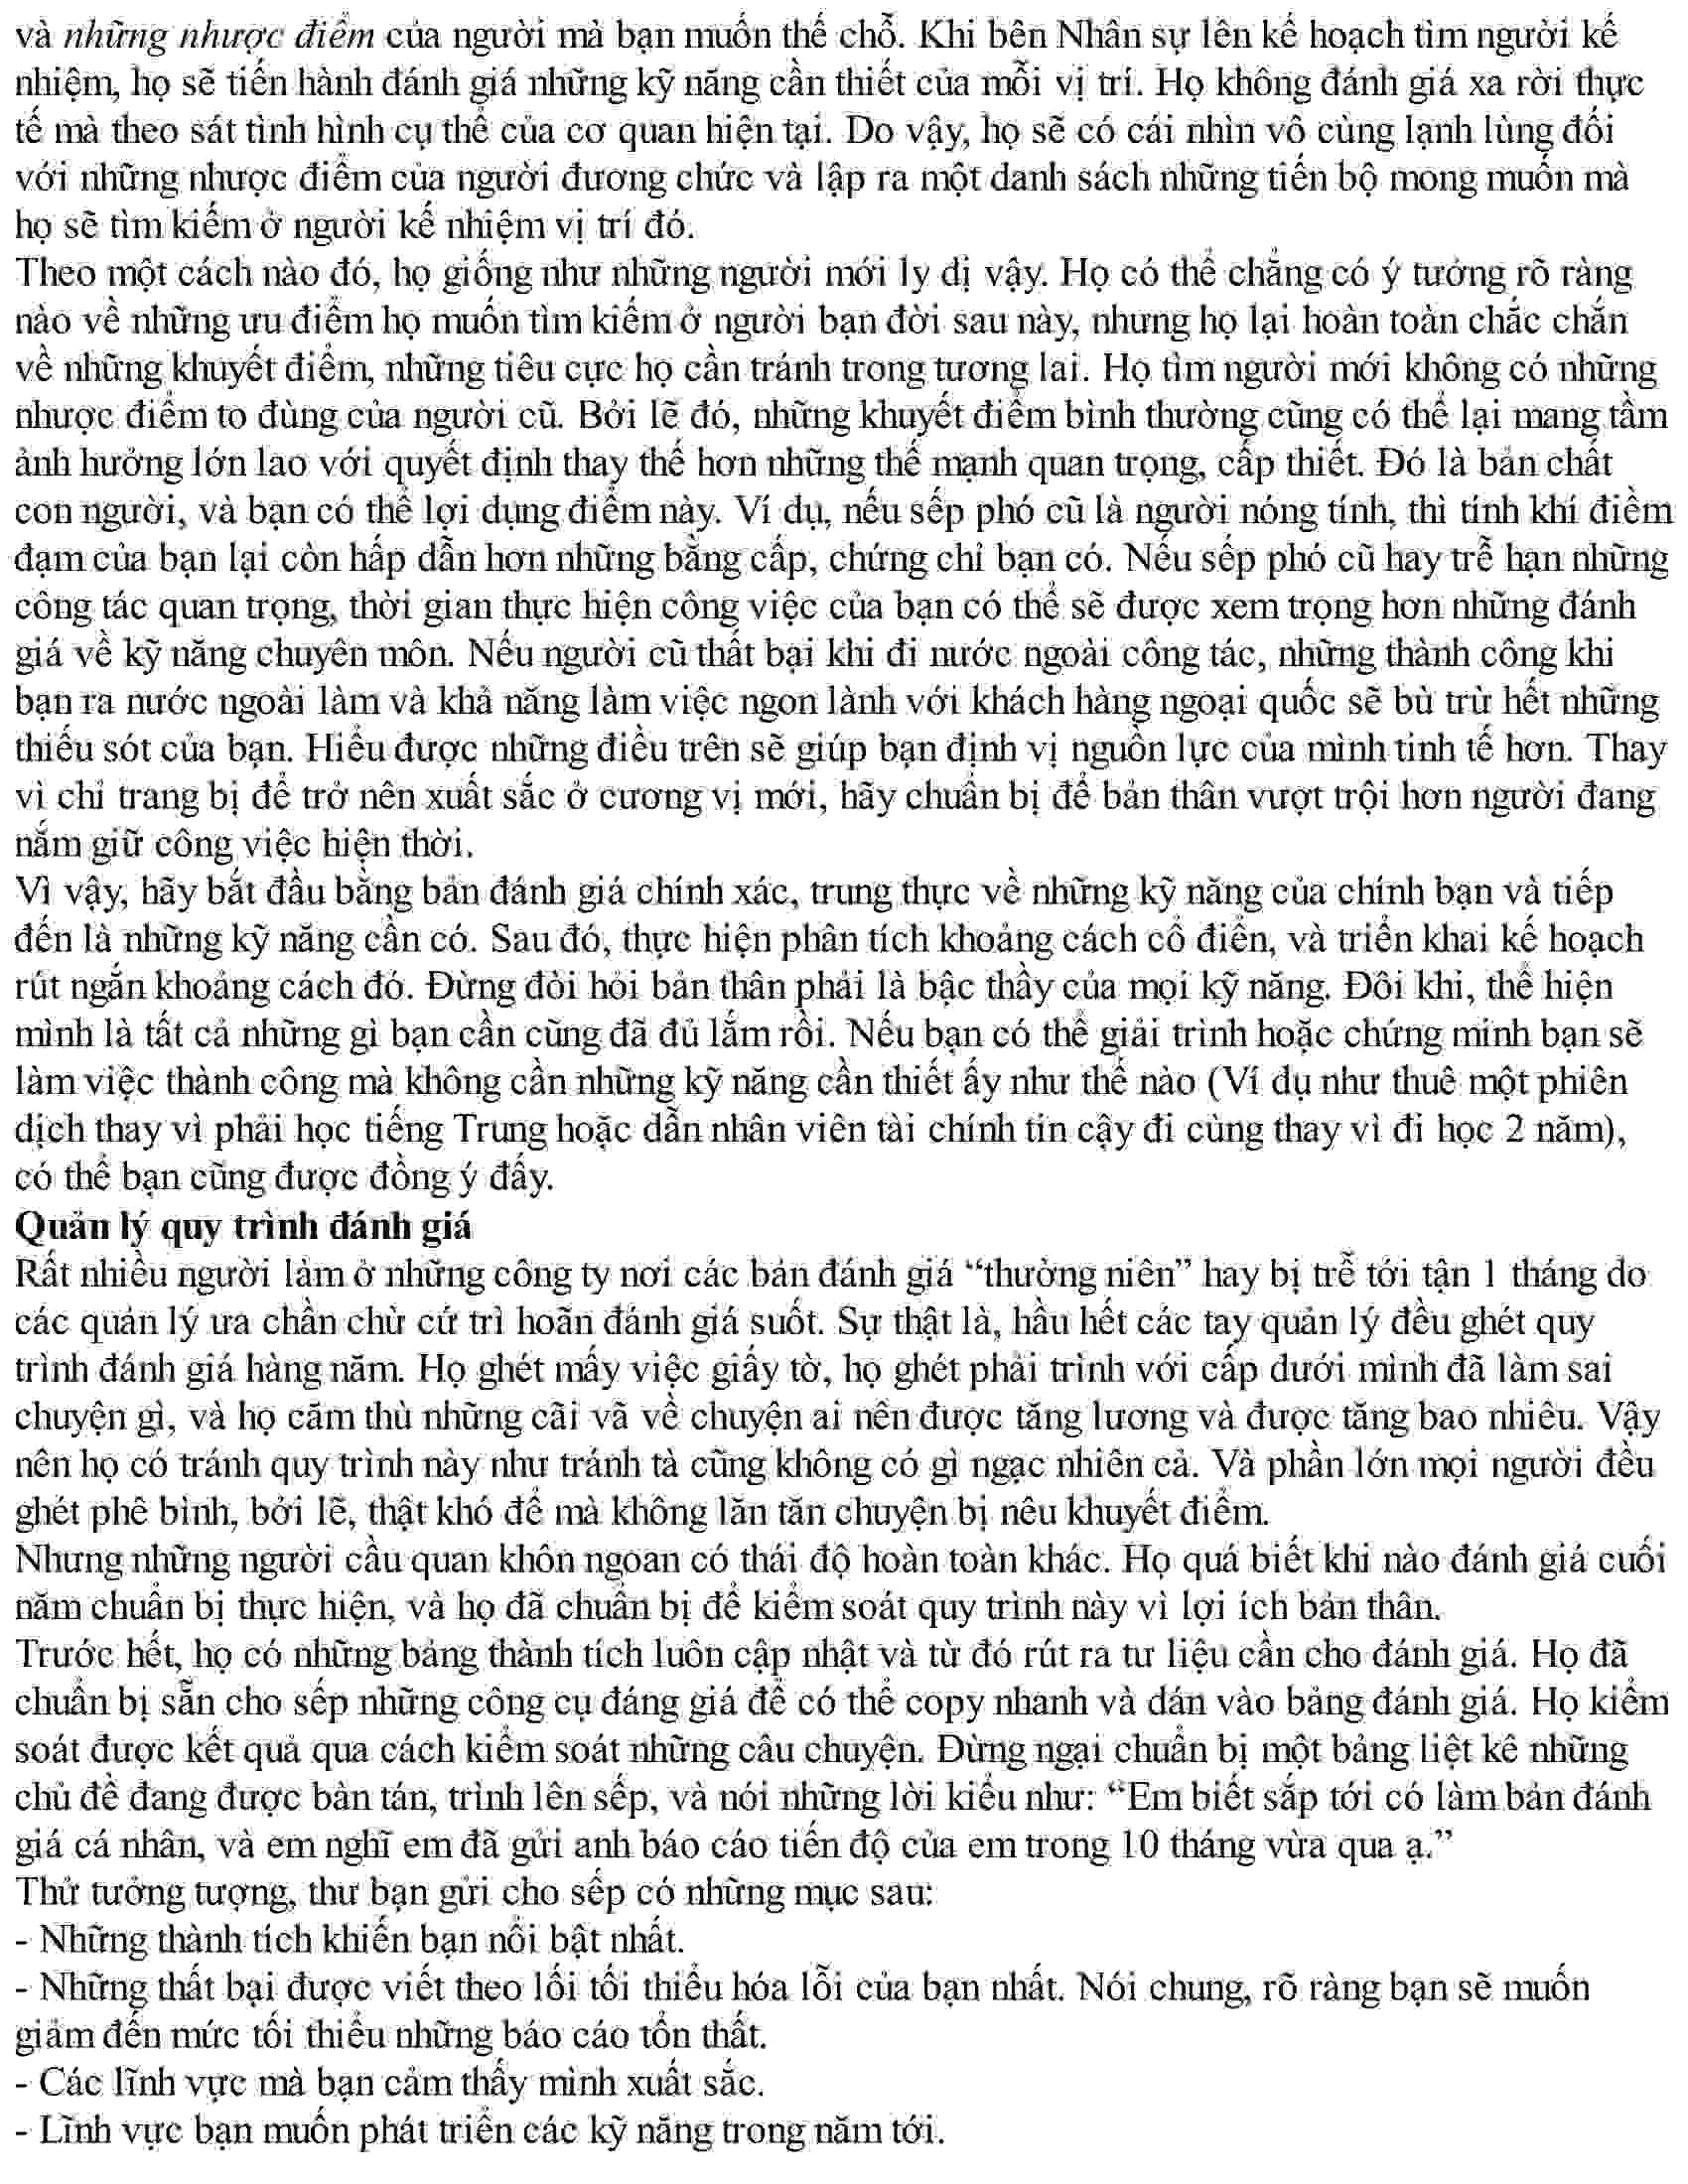 và những nhược điểm của người mà bạn muốn thế chỗ. Khi bên Nhân sự lên kế hoạch tìm người kế
nhiệm, họ sẽ tiến hành đánh giá những kỹ năng cần thiết của mỗi vị trí. Họ không đánh giá xa rời thực
tế mà theo sát tình hình cụ thể của cơ quan hiện tại. Do vậy, họ sẽ có cái nhìn vô cùng lạnh lùng đối
với những nhược điểm của người đương chức và lập ra một danh sách những tiến bộ mong muốn mà
họ sẽ tìm kiếm ở người kế nhiệm vị trí đó.
Theo một cách nào đó, họ giống như những người mới ly dị vậy. Họ có thể chẳng có ý tưởng rõ ràng
nào về những ưu điểm họ muốn tìm kiếm ở người bạn đời sau này, nhưng họ lại hoàn toàn chắc chắn
về những khuyết điểm, những tiêu cực họ cần tránh trong tương lai. Họ tìm người mới không có những
nhược điểm to đùng của người cũ. Bởi lẽ đó, những khuyết điểm bình thường cũng có thể lại mang tầm
ảnh hưởng lớn lao với quyết định thay thế hơn những thế mạnh quan trọng, cấp thiết. Đó là bản chất
con người, và bạn có thể lợi dụng điểm này. Ví dụ, nếu sếp phó cũ là người nóng tính, thì tính khí điềm
đạm của bạn lại còn hấp dẫn hơn những bằng cấp, chứng chỉ bạn có. Nếu sếp phó cũ hay trễ hạn những
công tác quan trọng, thời gian thực hiện công việc của bạn có thể sẽ được xem trọng hơn những đánh
giá về kỹ năng chuyên môn. Nếu người cũ thất bại khi đi nước ngoài công tác, những thành công khi
bạn ra nước ngoài làm và khả năng làm việc ngon lành với khách hàng ngoại quốc sẽ bù trừ hết những
thiếu sót của bạn. Hiểu được những điều trên sẽ giúp bạn định vị nguồn lực của mình tinh tế hơn. Thay
vì chỉ trang bị để trở nên xuất sắc ở cương vị mới, hãy chuẩn bị để bản thân vượt trội hơn người đang
nắm giữ công việc hiện thời.
Vì vậy, hãy bắt đầu bằng bản đánh giá chính xác, trung thực về những kỹ năng của chính bạn và tiếp
đến là những kỹ năng cần có. Sau đó, thực hiện phân tích khoảng cách cổ điển, và triển khai kế hoạch
rút ngắn khoảng cách đó. Đừng đòi hỏi bản thân phải là bậc thầy của mọi kỹ năng. Đôi khi, thể hiện
mình là tất cả những gì bạn cần cũng đã đủ lắm rồi. Nếu bạn có thể giải trình hoặc chứng minh bạn sẽ
làm việc thành công mà không cần những kỹ năng cần thiết ấy như thế nào (Ví dụ như thuê một phiên
dịch thay vì phải học tiếng Trung hoặc dẫn nhân viên tài chính tín cậy đi cùng thay vì đi học 2 năm),
có thể bạn cũng được đồng ý đấy.
Quản lý quy trình đánh giá
Rất nhiều người làm ở những công ty nơi các bản đánh giá “thường niên” hay bị trễ tới tận 1 tháng do
các quản lý ưa chần chừ cứ trì hoãn đánh giá suốt. Sự thật là, hầu hết các tay quản lý đều ghét quy
trình đánh giá hàng năm. Họ ghét mấy việc giấy tờ, họ ghét phải trình với cấp dưới mình đã làm sai
chuyện gì, và họ căm thù những cãi vã về chuyện ai nên được tăng lương và được tăng bao nhiêu. Vậy
nên họ có tránh quy trình này như tránh tà cũng không có gì ngạc nhiên cả. Và phần lớn mọi người đều
ghét phê bình, bởi lẽ, thật khó để mà không lăn tăn chuyện bị nêu khuyết điểm.
Nhưng những người cầu quan khôn ngoan có thái độ hoàn toàn khác. Họ quá biết khi nào đánh giá cuối
năm chuẩn bị thực hiện, và họ đã chuẩn bị để kiểm soát quy trình này vì lợi ích bản thân.
Trước hết, họ có những bảng thành tích luôn cập nhật và từ đó rút ra tư liệu cần cho đánh giá. Họ đã
chuẩn bị sẵn cho sếp những công cụ đáng giá để có thể copy nhanh và dán vào bảng đánh giá. Họ kiểm
soát được kết quả qua cách kiểm soát những câu chuyện. Đừng ngại chuẩn bị một bảng liệt kê những
chủ đề đang được bàn tán, trình lên sếp, và nói những lời kiểu như: “Em biết sắp tới có làm bản đánh
giá cá nhân, và em nghĩ em đã gửi anh báo cáo tiến độ của em trong 10 tháng vừa qua ạ.”
Thử tưởng tượng, thư bạn gửi cho sếp có những mục sau:
- Những thành tích khiến bạn nổi bật nhất.
- Những thất bại được viết theo lối tối thiểu hóa lỗi của bạn nhất. Nói chung, rõ ràng bạn sẽ muốn
giảm đến mức tối thiểu những báo cáo tổn thất.
- Các lĩnh vực mà bạn cảm thấy mình xuất sắc.
- Lĩnh vực bạn muốn phát triển các kỹ năng trong năm tới.